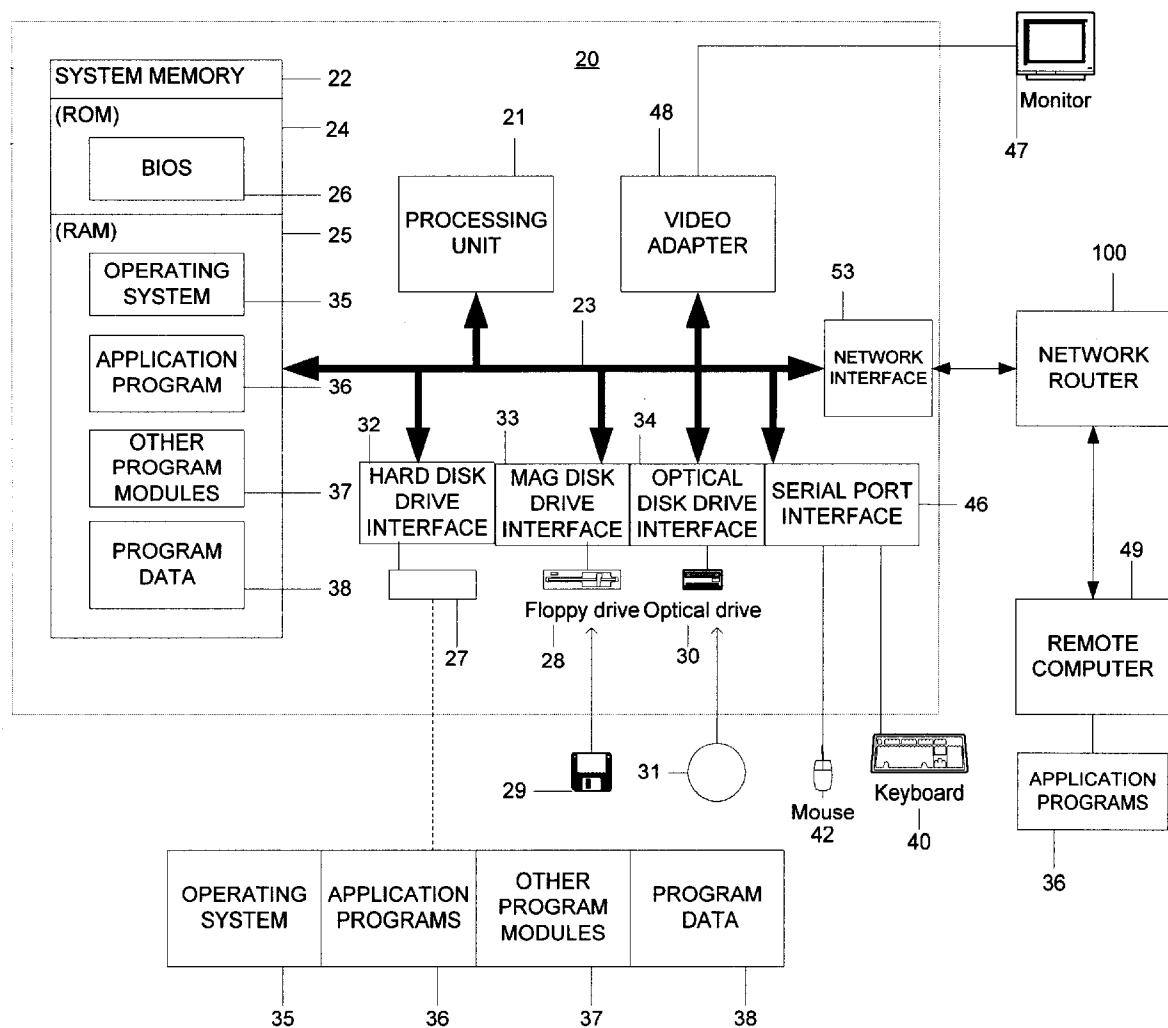 20
SYSTEM MEMORY
22
(ROM)
24
BIOS
26
(RAM)
25
OPERATING
SYSTEM
35
APPLICATION
PROGRAM
36
OTHER
PROGRAM
MODULES
37
PROGRAM
DATA
38
21
PROCESSING
UNIT
48
VIDEO
ADAPTER
Monitor
47
23
53
NETWORK
INTERFACE
100
NETWORK
ROUTER
32
HARD DISK
DRIVE
INTERFACE
33
MAG DISK
DRIVE
INTERFACE
34
OPTICAL
DISK DRIVE
INTERFACE
SERIAL PORT
INTERFACE
46
27
Floppy drive
28
Optical drive
30
49
REMOTE
COMPUTER
29
31
Mouse
42
Keyboard
40
APPLICATION
PROGRAMS
36
OPERATING
SYSTEM
APPLICATION
PROGRAMS
OTHER
PROGRAM
MODULES
PROGRAM
DATA
35
36
37
38